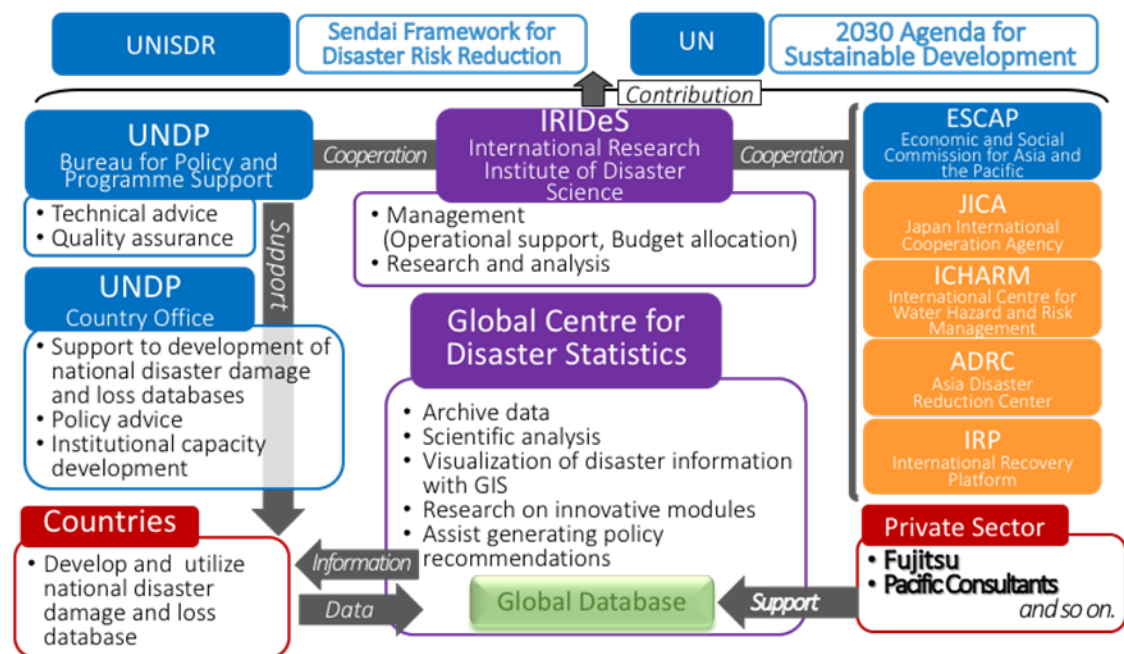 UNISDR
Sendai Framework for
Disaster Risk Reduction
UN
2030 Agenda for
Sustainable Development
Contribution
UNDP
Bureau for Policy and
Programme Support
• Technical advice
• Quality assurance
Cooperation
IRIDeS
International Research
Institute of Disaster
Science
• Management
(Operational support, Budget allocation)
• Research and analysis
Cooperation
ESCAP
Economic and Social
Commission for Asia and
the Pacific
JICA
Japan International
Cooperation Agency
ICHARM
International Centre for
Water Hazard and Risk
Management
ADRC
Asia Disaster
Reduction Center
IRP
International Recovery
Platform
Support
UNDP
Country Office
• Support to development of
national disaster damage
and loss databases
• Policy advice
• Institutional capacity
development
Global Centre for
Disaster Statistics
• Archive data
• Scientific analysis
• Visualization of disaster information
with GIS
• Research on innovative modules
• Assist generating policy
recommendations
Global Database
Countries
• Develop and utilize
national disaster
damage and loss
database
Information
Data
Support
Private Sector
• Fujitsu
• Pacific Consultants
and so on.